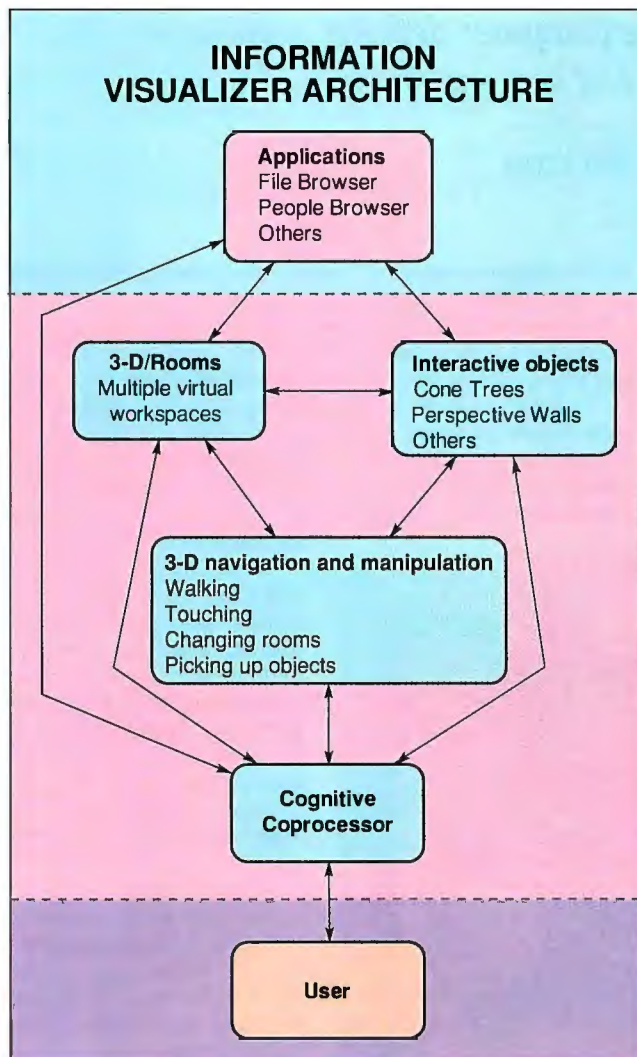 INFORMATION
VISUALIZER ARCHITECTURE
Applications
File Browser
People Browser
Others
3-D/Rooms
Multiple virtual
workspaces
Interactive objects
Cone Trees
Perspective Walls
Others
3-D navigation and manipulation
Walking
Touching
Changing rooms
Picking up objects
Cognitive
Coprocessor
User